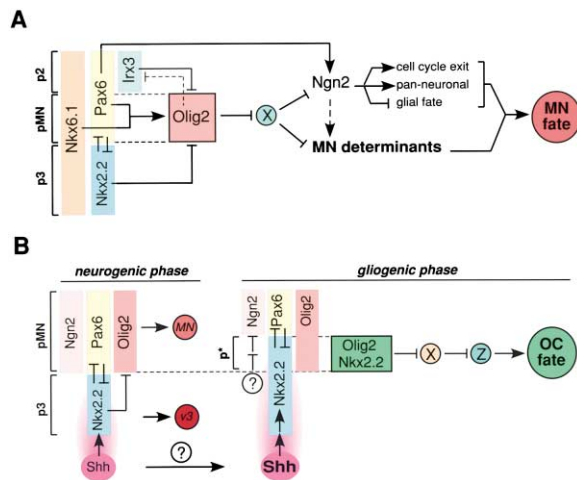 A
p2
pMN
p3
Nkx6.1
Pax6
Irx3
Nkx2.2
Olig2
X
Ngn2
cell cycle exit
pan-neuronal
glial fate
MN determinants
MN
fate
B
neurogenic phase
gliogenic phase
pMN
p3
Ngn2
Pax6
Olig2
Nkx2.2
Shh
MN
v3
?
p*
Ngn2
Pax6
Olig2
?
Nkx2.2
Shh
Olig2
Nkx2.2
X
Z
OC
fate